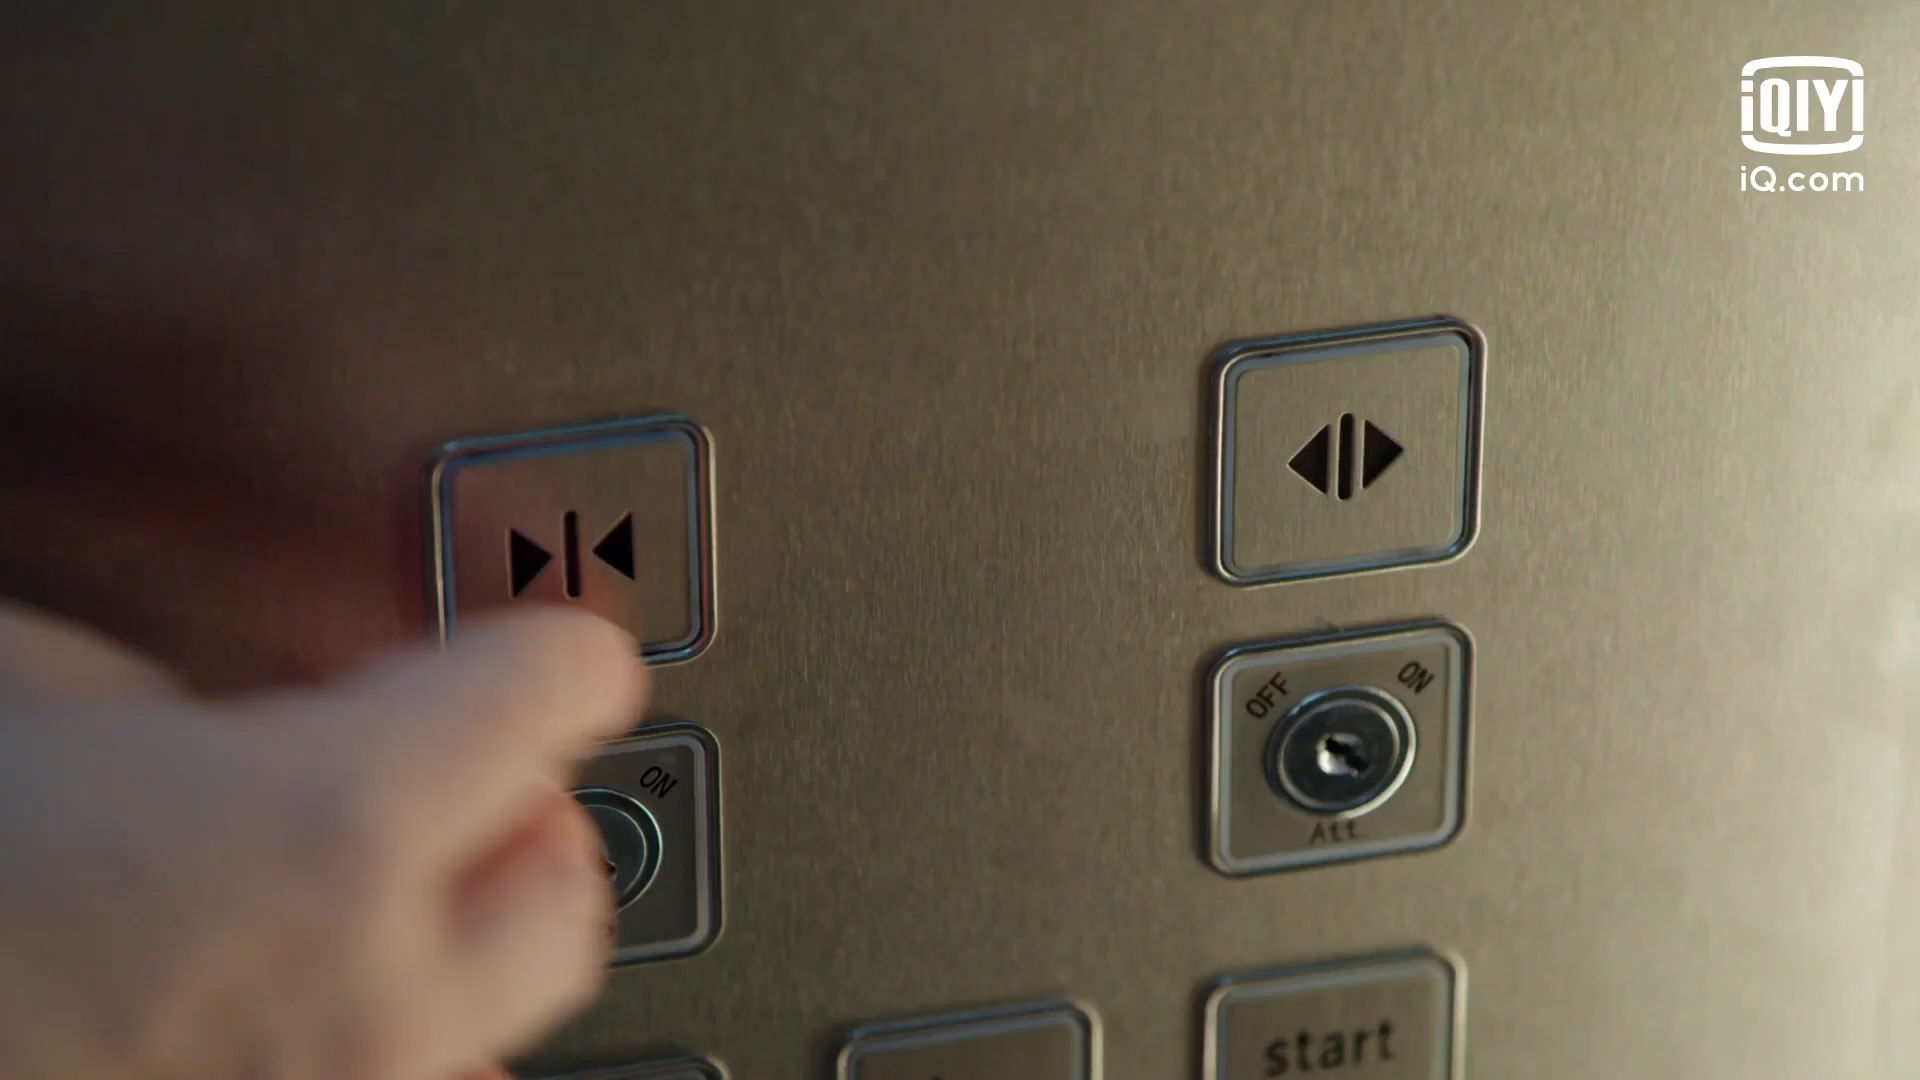 iQIYI
iQ.com
OFF
ON
ON
Att.
start